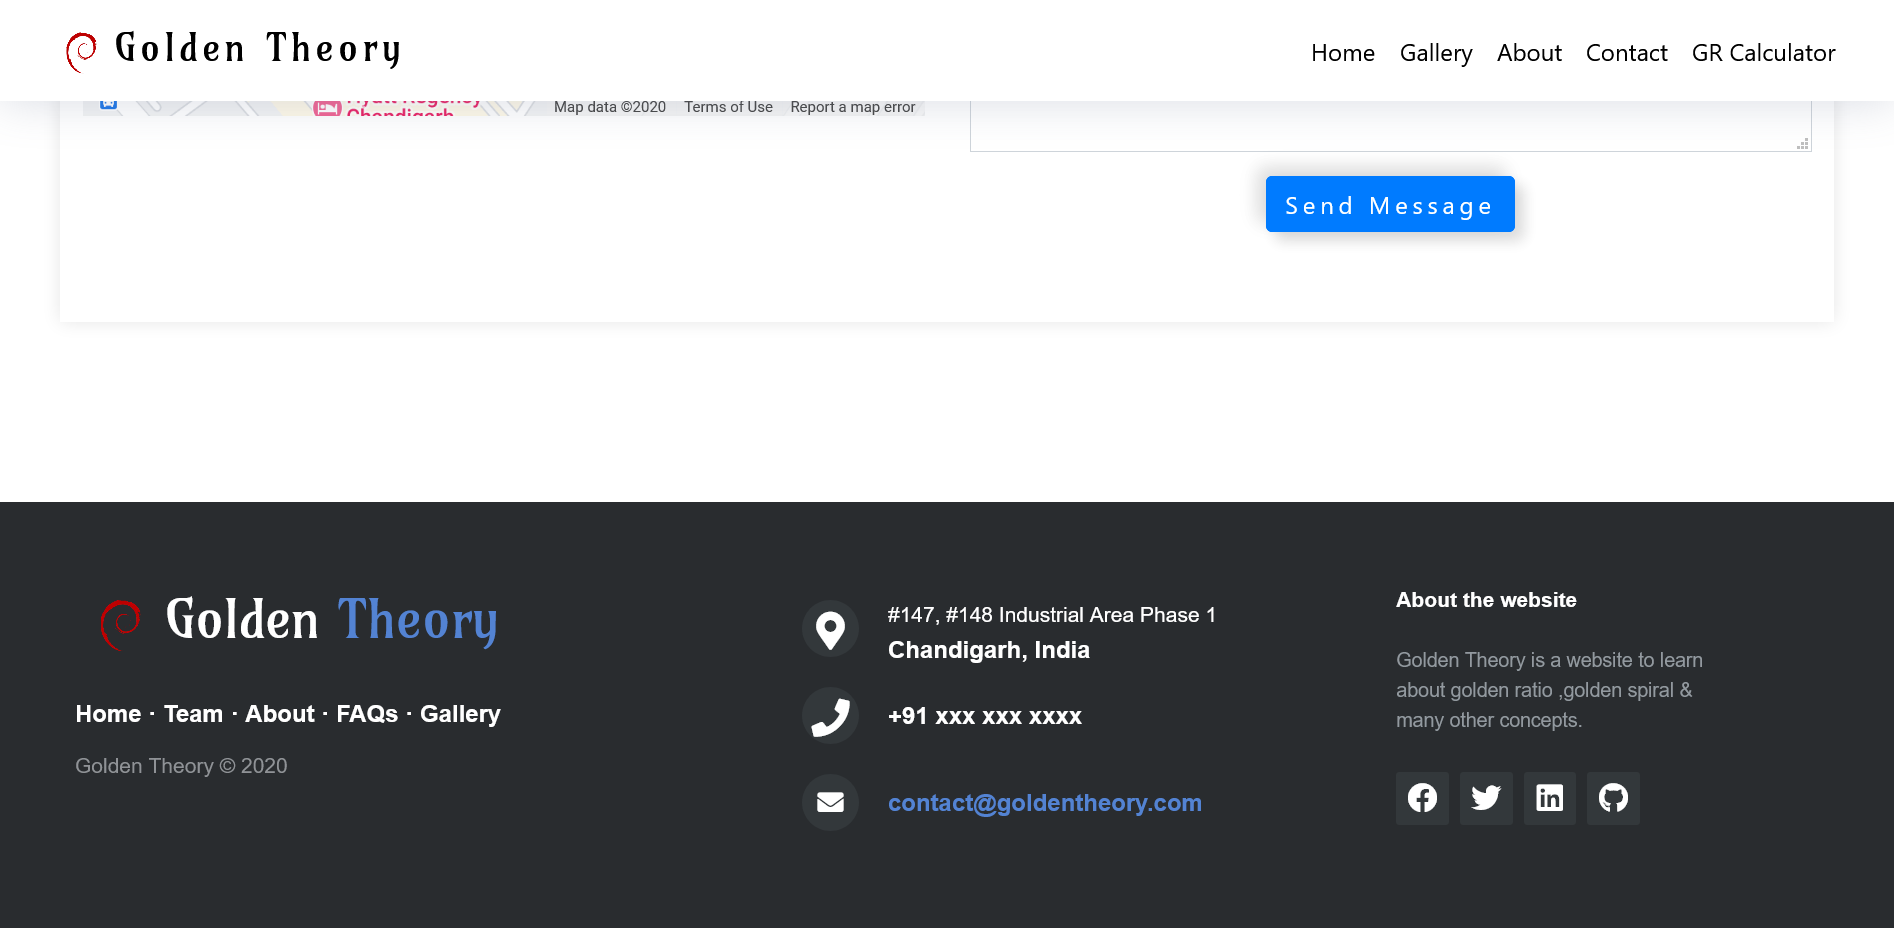 Golden Theory
Home Gallery About Contact GR Calculator
Hyatt Regency
Chandigarh
Map data ©2020 Terms of Use Report a map error
Send Message
Golden Theory
Home · Team · About · FAQs · Gallery
Golden Theory © 2020
#147, #148 Industrial Area Phase 1
Chandigarh, India
+91 xxx xxx xxxx
contact@goldentheory.com
About the website
Golden Theory is a website to learn
about golden ratio ,golden spiral &
many other concepts.